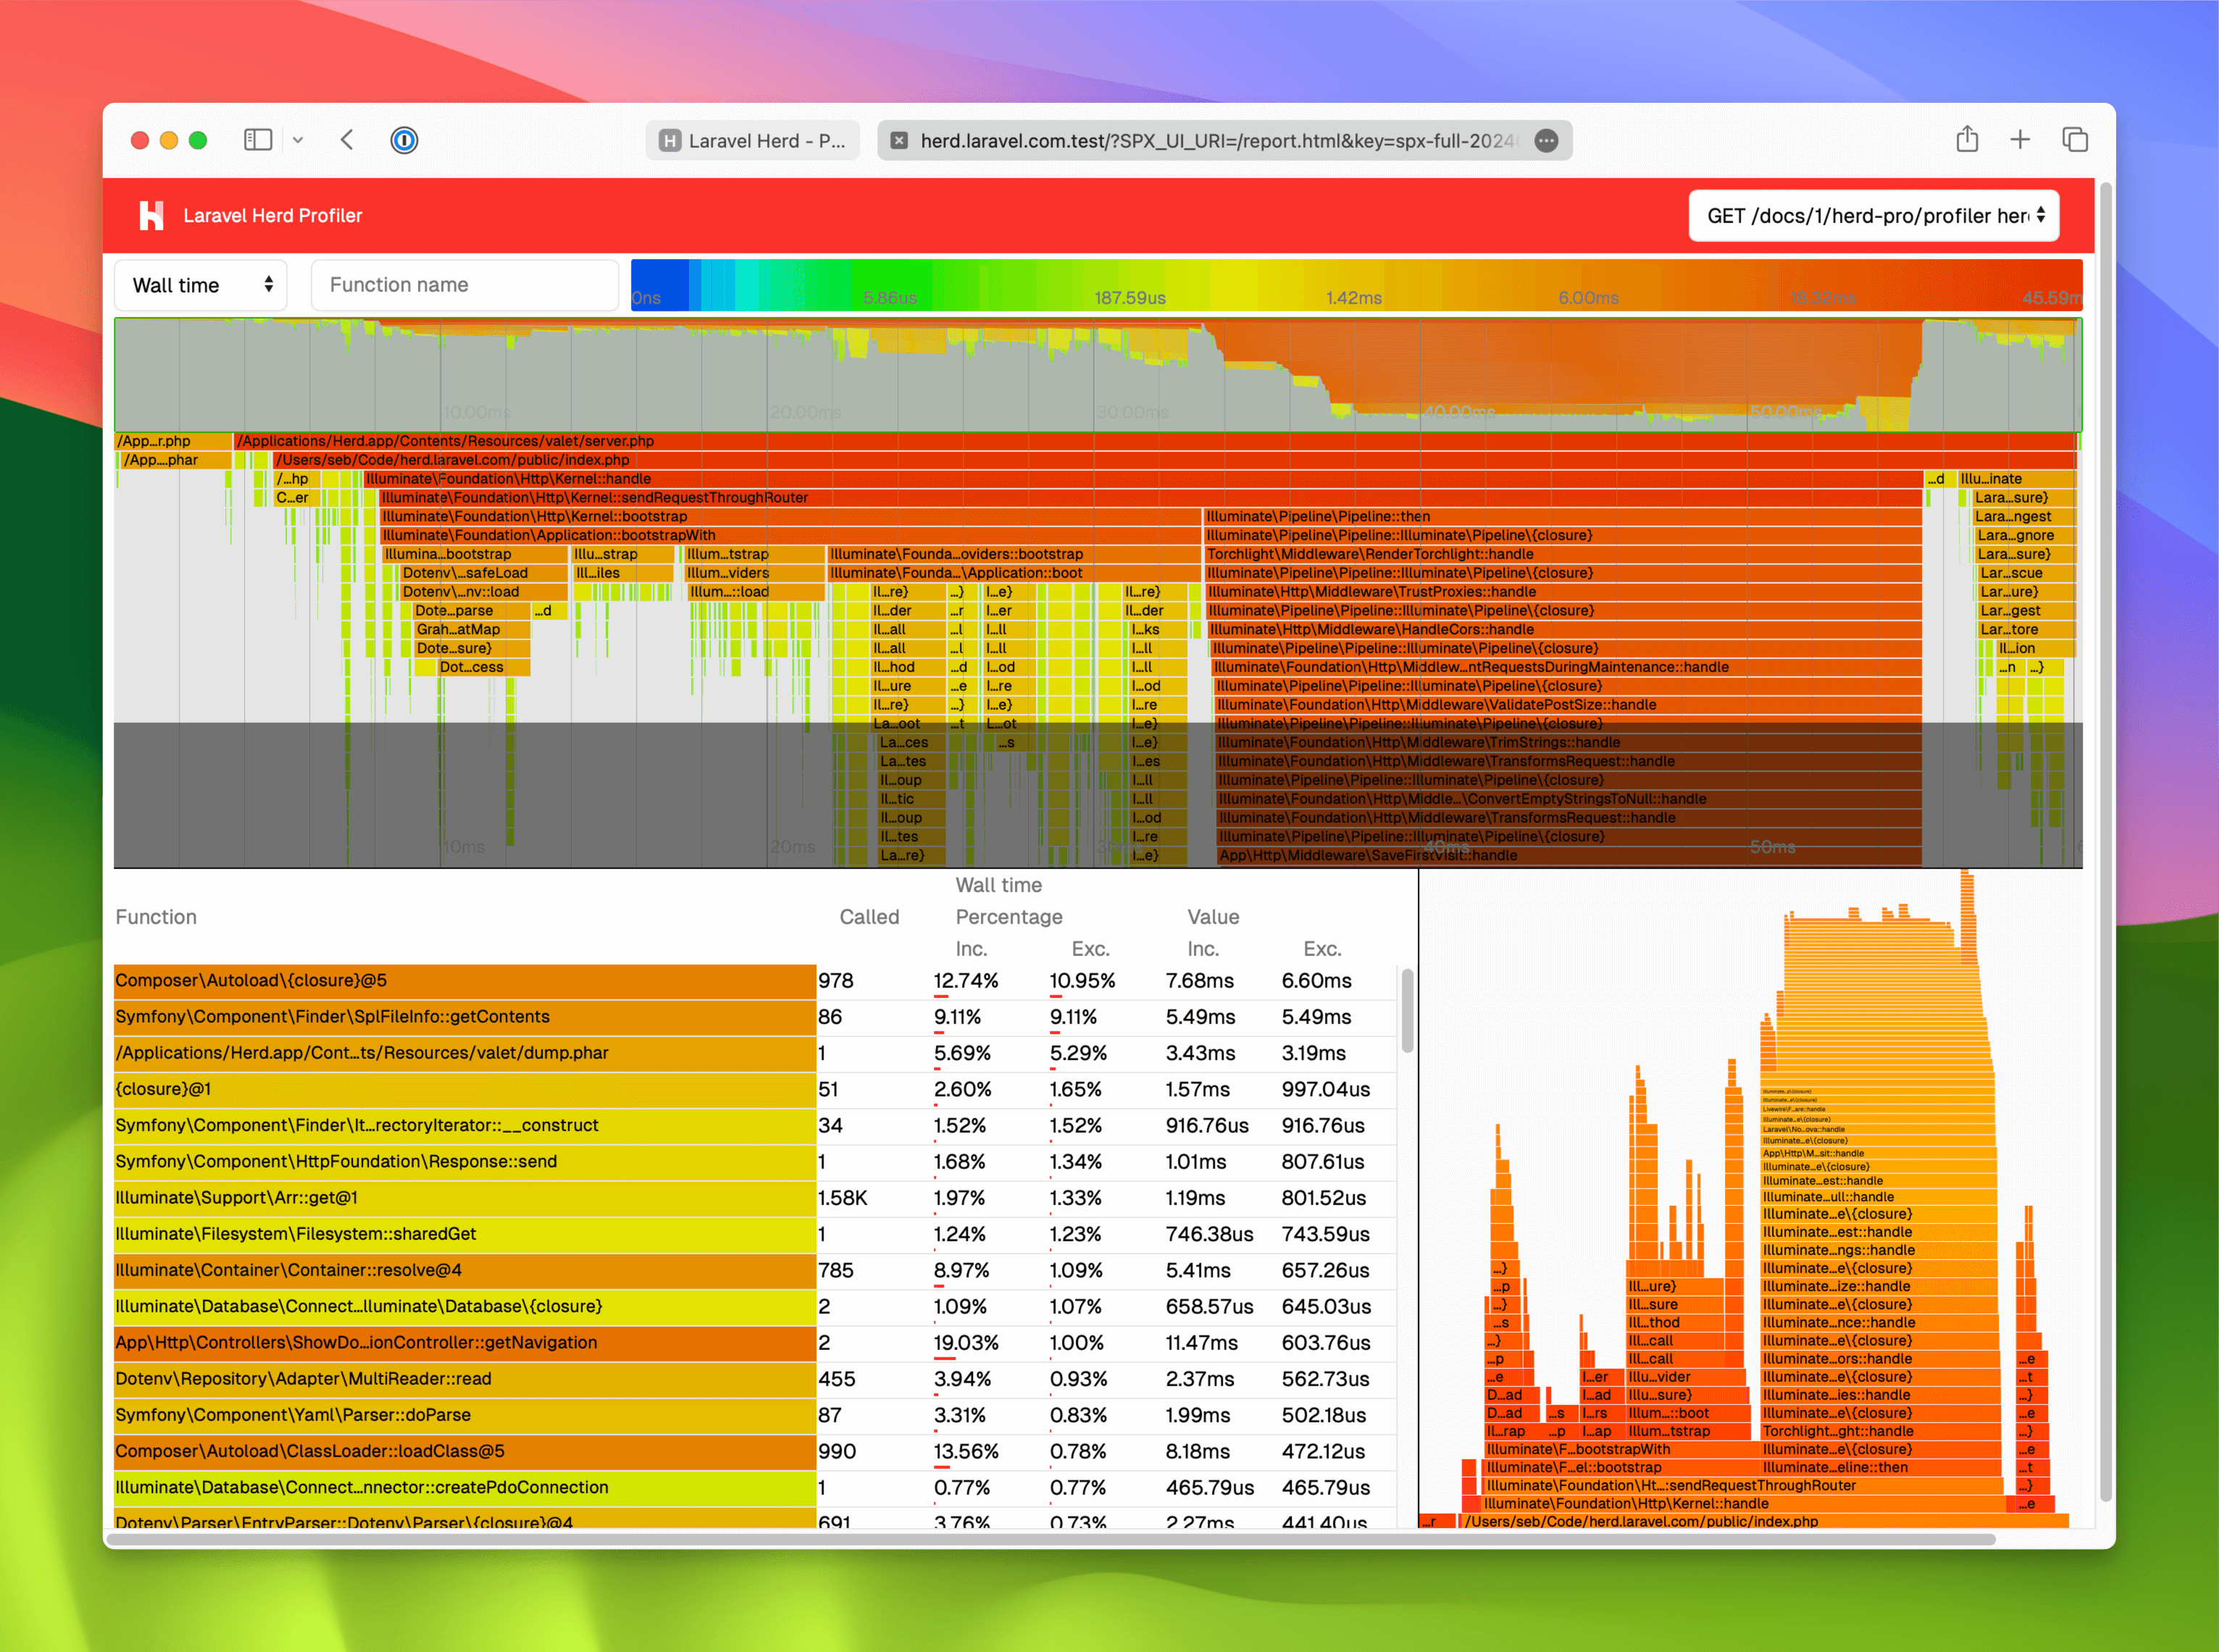 Laravel Herd - P...
herd.laravel.com.test/?SPX_UI_URI=/report.html&key=spx-full-2024
Laravel Herd Profiler
GET /docs/1/herd-pro/profiler her
Wall time
Function name
0ns 5.86us 187.59us 1.42ms 6.00ms 18.32ms 45.59m
10.00ms 20.00ms 30.00ms 40.00ms 50.00ms
/App...r.php /Applications/Herd.app/Contents/Resources/valet/server.php
/App....phar /Users/seb/Code/herd.laravel.com/public/index.php
/...hp Illuminate\Foundation\Http\Kernel::handle ...d Illu...inate
C...er Illuminate\Foundation\Http\Kernel::sendRequestThroughRouter Lara...sure}
Illuminate\Foundation\Http\Kernel::bootstrap Illuminate\Pipeline\Pipeline::then Lara...ngest
Illuminate\Foundation\Application::bootstrapWith Illuminate\Pipeline\Pipeline::Illuminate\Pipeline\{closure} Lara...gnore
Illumina...bootstrap Illu...strap Illum...tstrap Illuminate\Founda...oviders::bootstrap Torchlight\Middleware\RenderTorchlight::handle Lara...sure}
Dotenv\...safeLoad Ill...iles Illum...viders Illuminate\Founda...\Application::boot Illuminate\Pipeline\Pipeline::Illuminate\Pipeline\{closure} Lar...scue
Dotenv\...nv::load Illum...::load Il...re} ...} I...e} Il...re} Illuminate\Http\Middleware\TrustProxies::handle Lar...ure}
Dote...parse ...d Il...der ...r I...er Il...der Illuminate\Pipeline\Pipeline::Illuminate\Pipeline\{closure} Lar...gest
Grah...atMap Il...all ...l I...ll I...ks Illuminate\Http\Middleware\HandleCors::handle Lar...tore
Dote...sure} Il...all ...l I...ll I...ll Illuminate\Pipeline\Pipeline::Illuminate\Pipeline\{closure} Il...ion
Dot...cess Il...hod ...d I...od I...ll Illuminate\Foundation\Http\Middlew...ntRequestsDuringMaintenance::handle ...n ...}
Il...ure ...e I...re I...od Illuminate\Pipeline\Pipeline::Illuminate\Pipeline\{closure}
Il...re} ...} I...e} I...re Illuminate\Foundation\Http\Middleware\ValidatePostSize::handle
La...oot ...t L...ot I...e} Illuminate\Pipeline\Pipeline::Illuminate\Pipeline\{closure}
La...ces ...s I...e} Illuminate\Foundation\Http\Middleware\TrimStrings::handle
La...tes I...es Illuminate\Foundation\Http\Middleware\TransformsRequest::handle
Il...oup I...ll Illuminate\Pipeline\Pipeline::Illuminate\Pipeline\{closure}
Il...tic I...ll Illuminate\Foundation\Http\Middle...\ConvertEmptyStringsToNull::handle
Il...oup I...od Illuminate\Foundation\Http\Middleware\TransformsRequest::handle
Il...tes I...re Illuminate\Pipeline\Pipeline::Illuminate\Pipeline\{closure}
La...re} I...e} App\Http\Middleware\SaveFirstVisit::handle
10ms 20ms 40ms 50ms
Wall time
Function Called Percentage Value
Inc. Exc. Inc. Exc.
Composer\Autoload\{closure}@5 978 12.74% 10.95% 7.68ms 6.60ms
Symfony\Component\Finder\SplFileInfo::getContents 86 9.11% 9.11% 5.49ms 5.49ms
/Applications/Herd.app/Cont...ts/Resources/valet/dump.phar 1 5.69% 5.29% 3.43ms 3.19ms
{closure}@1 51 2.60% 1.65% 1.57ms 997.04us
Symfony\Component\Finder\It...rectoryIterator::__construct 34 1.52% 1.52% 916.76us 916.76us
Symfony\Component\HttpFoundation\Response::send 1 1.68% 1.34% 1.01ms 807.61us
Illuminate\Support\Arr::get@1 1.58K 1.97% 1.33% 1.19ms 801.52us
Illuminate\Filesystem\Filesystem::sharedGet 1 1.24% 1.23% 746.38us 743.59us
Illuminate\Container\Container::resolve@4 785 8.97% 1.09% 5.41ms 657.26us
Illuminate\Database\Connect...lluminate\Database\{closure} 2 1.09% 1.07% 658.57us 645.03us
App\Http\Controllers\ShowDo...ionController::getNavigation 2 19.03% 1.00% 11.47ms 603.76us
Dotenv\Repository\Adapter\MultiReader::read 455 3.94% 0.93% 2.37ms 562.73us
Symfony\Component\Yaml\Parser::doParse 87 3.31% 0.83% 1.99ms 502.18us
Composer\Autoload\ClassLoader::loadClass@5 990 13.56% 0.78% 8.18ms 472.12us
Illuminate\Database\Connect...nnector::createPdoConnection 1 0.77% 0.77% 465.79us 465.79us
Dotenv\Parser\EntryParser::Dotenv\Parser\{closure}@4 691 3.76% 0.73% 2.27ms 441.40us
Illuminate...e\{closure}
Illuminate...e\{closure}
Livewire\F...are::handle
Illuminate...e\{closure}
Laravel\No...ova::handle
Illuminate...e\{closure}
App\Http\M...sit::handle
Illuminate...e\{closure}
Illuminate...est::handle
Illuminate...ull::handle
Illuminate...e\{closure}
Illuminate...est::handle
Illuminate...ngs::handle
...} Illuminate...e\{closure}
...p Ill...ure} Illuminate...ize::handle
...} Ill...sure Illuminate...e\{closure}
...s Ill...thod Illuminate...nce::handle
...} Ill...call Illuminate...e\{closure}
...p Ill...call Illuminate...ors::handle ...e
...e I...er Illu...vider Illuminate...e\{closure} ...t
D...ad I...ad Illu...sure} Illuminate...ies::handle ...}
D...ad ...s I...rs Illum...::boot Illuminate...e\{closure} ...e
IL...rap ...p I...ap Illum...tstrap Torchlight...ght::handle ...}
Illuminate\F...bootstrapWith Illuminate...e\{closure} ...e
Illuminate\F...el::bootstrap Illuminate...eline::then ...t
Illuminate\Foundation\Ht...:sendRequestThroughRouter ...}
Illuminate\Foundation\Http\Kernel::handle ...e
...r /Users/seb/Code/herd.laravel.com/public/index.php